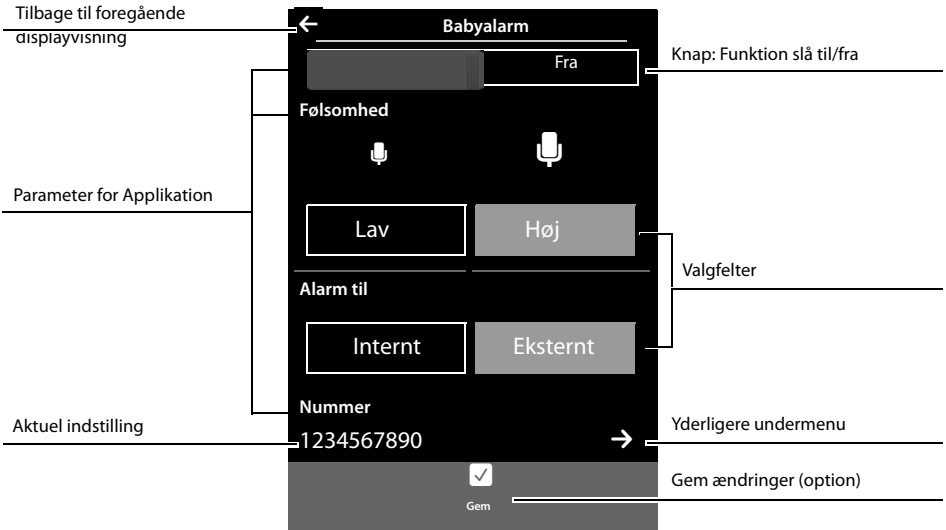 Tilbage til foregående
displayvisning
Babyalarm
Fra
Knap: Funktion slå til/fra
Følsomhed
Parameter for Applikation
Lav
Høj
Valgfelter
Alarm til
Internt
Eksternt
Nummer
Aktuel indstilling
1234567890
Yderligere undermenu
Gem ændringer (option)
Gem